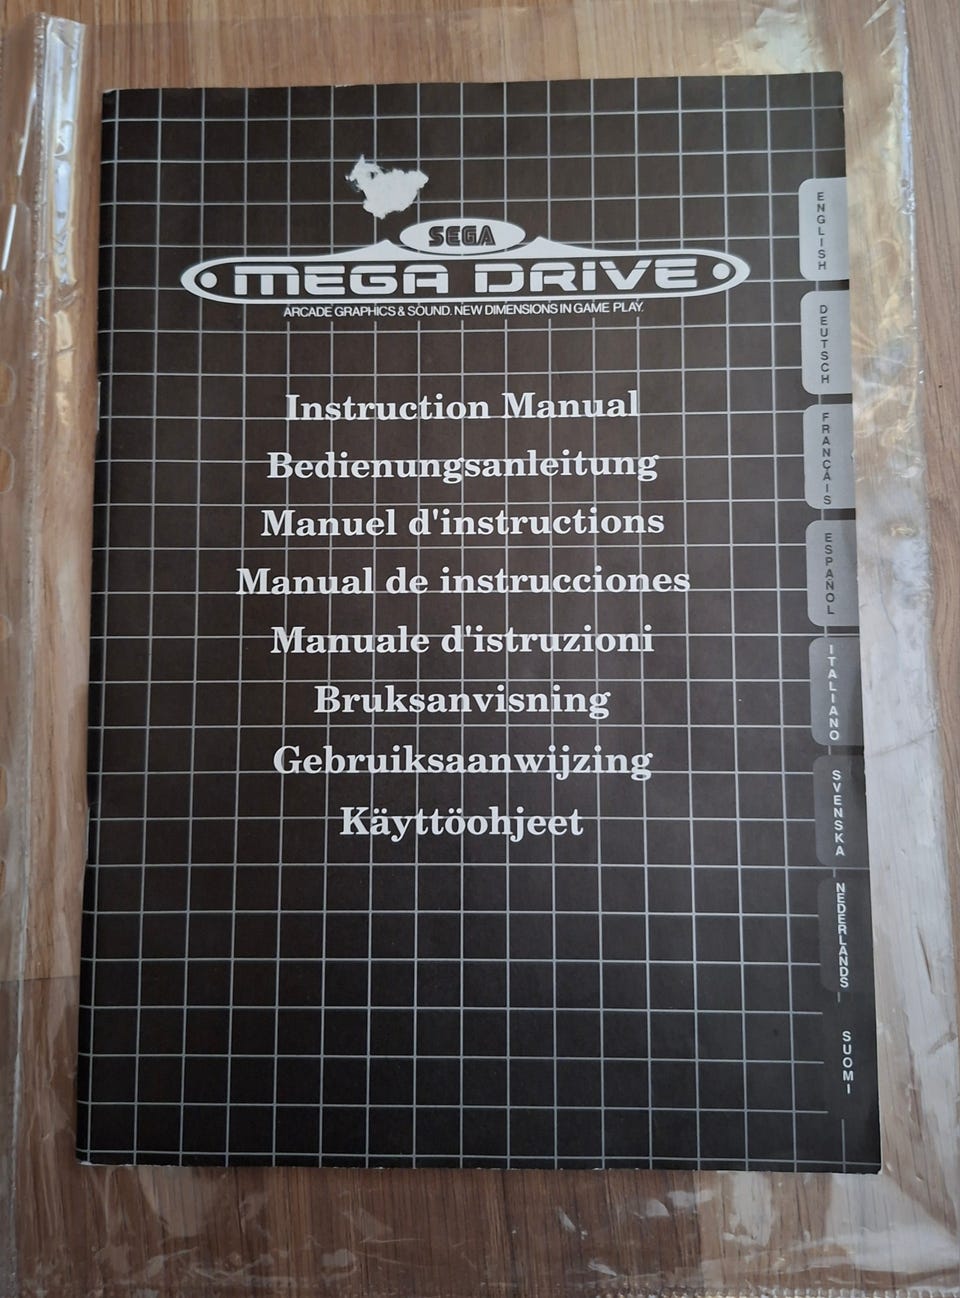 SEGA
MEGA DRIVE
ARCADE GRAPHICS & SOUND. NEW DIMENSIONS IN GAME PLAY.
Instruction Manual
Bedienungsanleitung
Manuel d'instructions
Manual de instrucciones
Manuale d'istruzioni
Bruksanvisning
Gebruiksaanwijzing
Käyttöohjeet
ENGLISH
DEUTSCH
FRANÇAIS
ESPAÑOL
ITALIANO
SVENSKA
NEDERLANDS
SUOMI